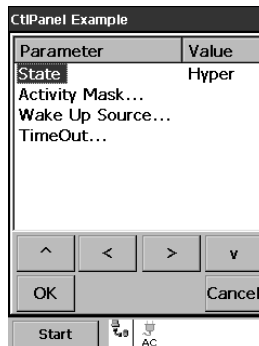 CtlPanel Example
Parameter Value
State Hyper
Activity Mask...
Wake Up Source...
TimeOut...
^ < > v
OK Cancel
Start AC